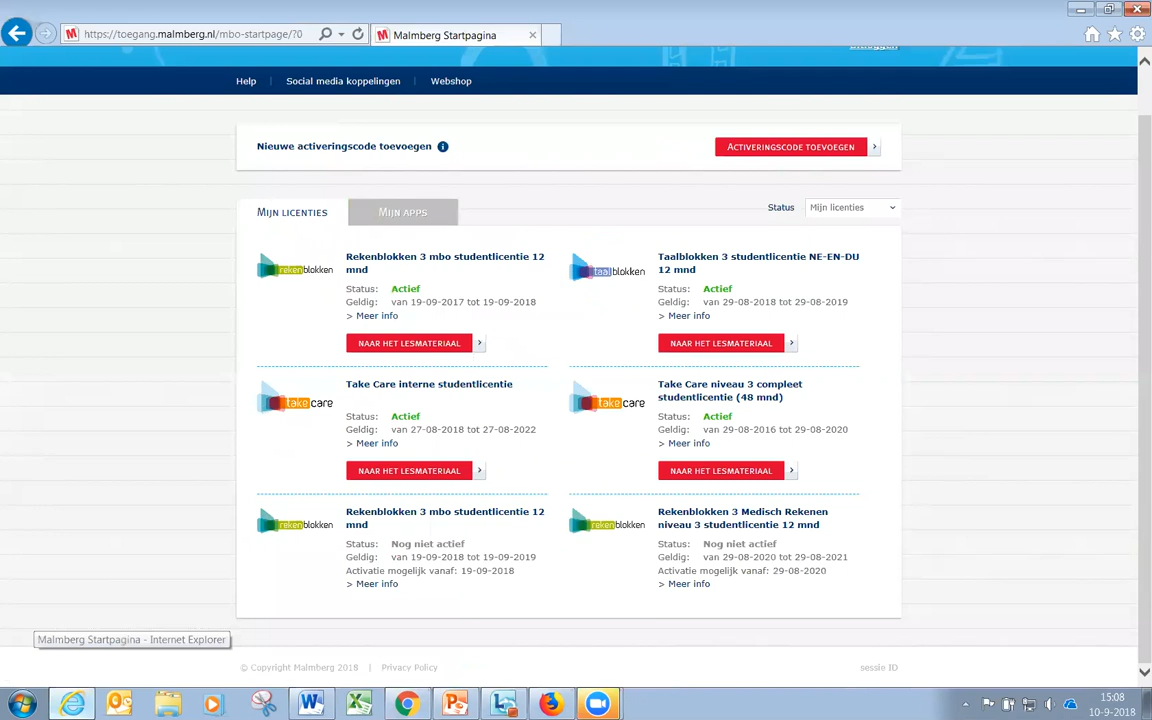 https://toegang.malmberg.nl/mbo-startpage/?0
Malmberg Startpagina
Help
Social media koppelingen
Webshop
Nieuwe activeringscode toevoegen
ACTIVERINGSCODE TOEVOEGEN
MIJN LICENTIES
MIJN APPS
Status
Mijn licenties
rekenblokken
Rekenblokken 3 mbo studentlicentie 12
mnd
Status: Actief
Geldig: van 19-09-2017 tot 19-09-2018
> Meer info
NAAR HET LESMATERIAAL
taalblokken
Taalblokken 3 studentlicentie NE-EN-DU
12 mnd
Status: Actief
Geldig: van 29-08-2018 tot 29-08-2019
> Meer info
NAAR HET LESMATERIAAL
take care
Take Care interne studentlicentie
Status: Actief
Geldig: van 27-08-2018 tot 27-08-2022
> Meer info
NAAR HET LESMATERIAAL
take care
Take Care niveau 3 compleet
studentlicentie (48 mnd)
Status: Actief
Geldig: van 29-08-2016 tot 29-08-2020
> Meer info
NAAR HET LESMATERIAAL
rekenblokken
Rekenblokken 3 mbo studentlicentie 12
mnd
Status: Nog niet actief
Geldig: van 19-09-2018 tot 19-09-2019
Activatie mogelijk vanaf: 19-09-2018
> Meer info
rekenblokken
Rekenblokken 3 Medisch Rekenen
niveau 3 studentlicentie 12 mnd
Status: Nog niet actief
Geldig: van 29-08-2020 tot 29-08-2021
Activatie mogelijk vanaf: 29-08-2020
> Meer info
Malmberg Startpagina - Internet Explorer
© Copyright Malmberg 2018 | Privacy Policy
sessie ID
15:08
10-9-2018